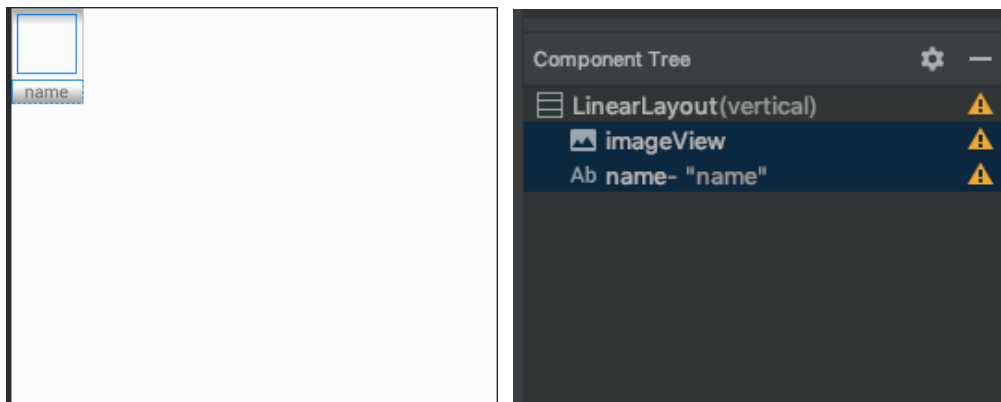 name
Component Tree
LinearLayout(vertical)
imageView
Ab name- "name"